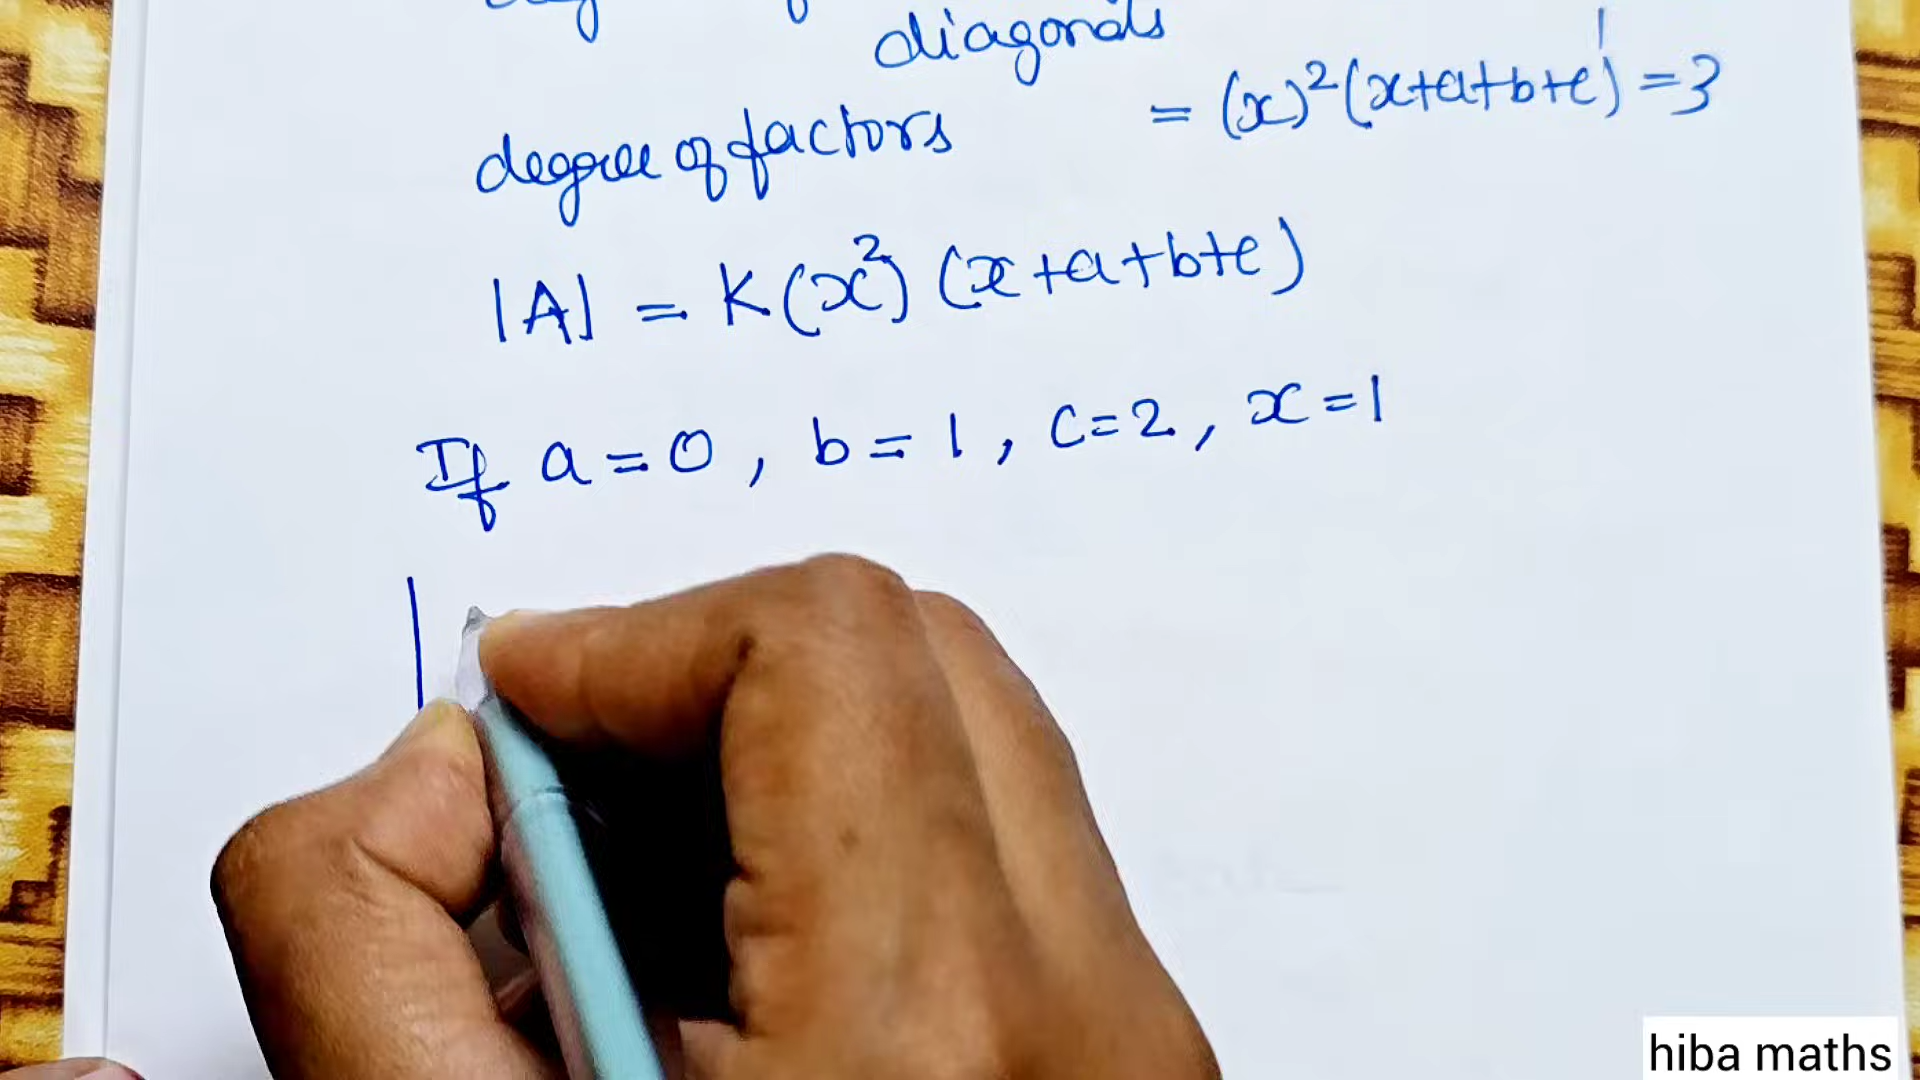 diagonals
= (x)²(x+a+b+c) = 3
degree of factors
|A| = K(x²) (x+a+b+c)
If a = 0, b = 1, c = 2, x = 1
hiba maths